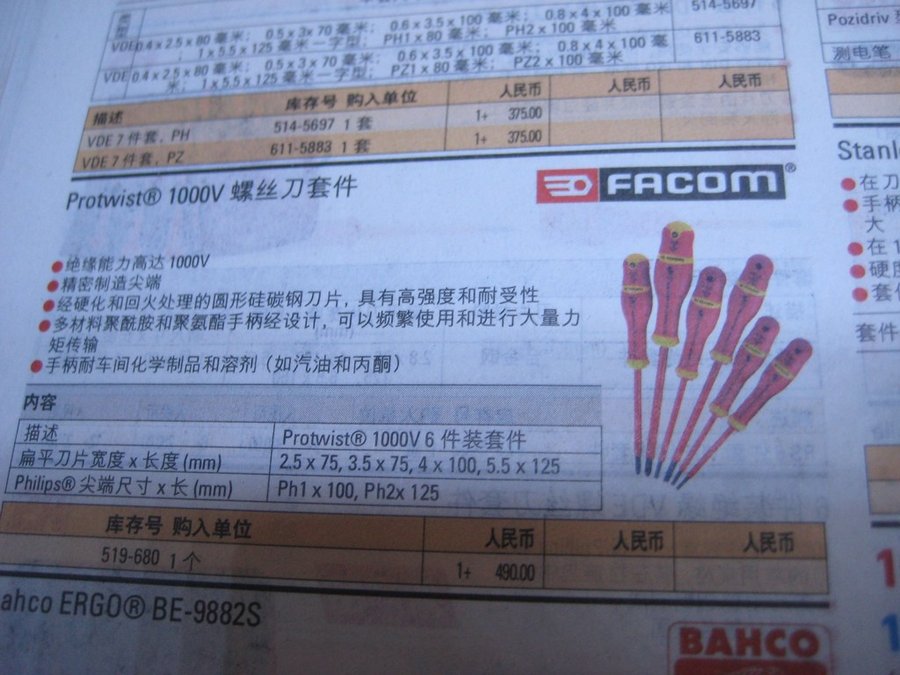 514-5697
VDE 0.4 x 2.5 x 80 毫米； 0.5 x 3 x 70 毫米； 0.6 x 3.5 x 100 毫米； 0.8 x 4 x 100 毫米； 1 x 5.5 x 125 毫米一字型； PH1 x 80 毫米； PH2 x 100 毫米
611-5883
VDE 0.4 x 2.5 x 80 毫米； 0.5 x 3 x 70 毫米； 0.6 x 3.5 x 100 毫米； 0.8 x 4 x 100 毫
米； 1 x 5.5 x 125 毫米一字型； PZ1 x 80 毫米； PZ2 x 100 毫米
描述 库存号 购入单位 人民币 人民币 人民币
VDE 7 件套, PH 514-5697 1 套 1+ 375.00
VDE 7 件套, PZ 611-5883 1 套 1+ 375.00
Protwist® 1000V 螺丝刀套件
FACOM®
●绝缘能力高达 1000V
●精密制造尖端
●经硬化和回火处理的圆形硅碳钢刀片，具有高强度和耐受性
●多材料聚酰胺和聚氨酯手柄经设计，可以频繁使用和进行大量力
矩传输
●手柄耐车间化学制品和溶剂（如汽油和丙酮）
内容
描述 Protwist® 1000V 6 件装套件
扁平刀片宽度 x 长度 (mm) 2.5 x 75, 3.5 x 75, 4 x 100, 5.5 x 125
Philips® 尖端尺寸 x 长 (mm) Ph1 x 100, Ph2x 125
库存号 购入单位 人民币 人民币 人民币
519-680 1 个 1+ 490.00
ahco ERGO® BE-9882S
BAHCO
Pozidriv
测电笔
Stanl
●在刀
●手柄
大
●在 1
●硬度
●套件
套件
1
1